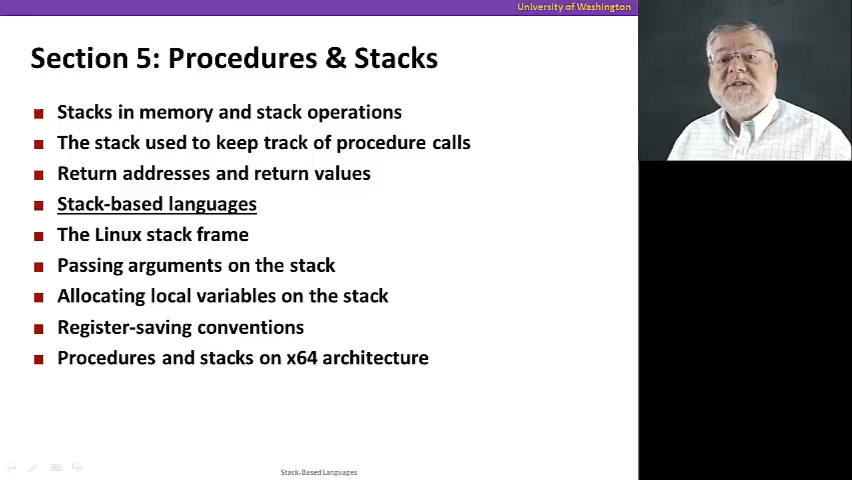 University of Washington
Section 5: Procedures & Stacks
Stacks in memory and stack operations
The stack used to keep track of procedure calls
Return addresses and return values
Stack-based languages
The Linux stack frame
Passing arguments on the stack
Allocating local variables on the stack
Register-saving conventions
Procedures and stacks on x64 architecture
Stack-Based Languages